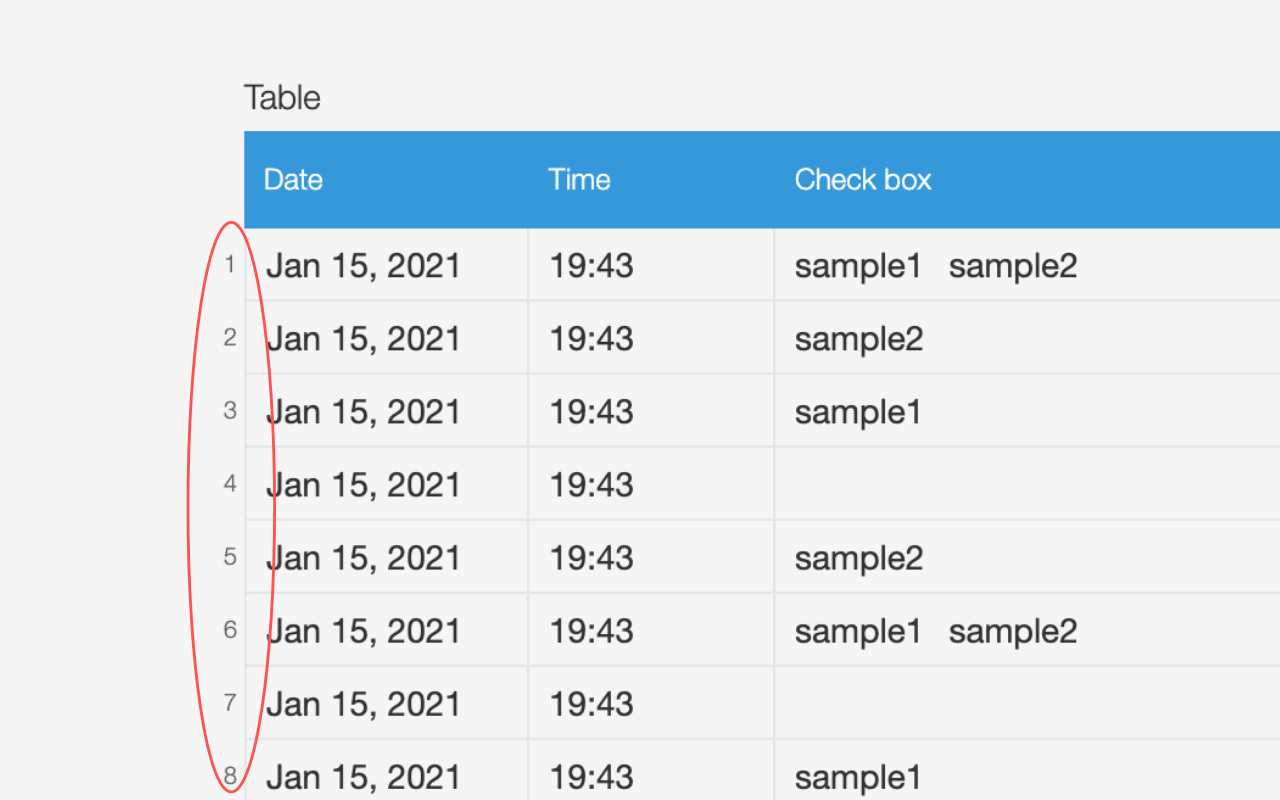 Table
Date Time Check box
1 Jan 15, 2021 19:43 sample1 sample2
2 Jan 15, 2021 19:43 sample2
3 Jan 15, 2021 19:43 sample1
4 Jan 15, 2021 19:43
5 Jan 15, 2021 19:43 sample2
6 Jan 15, 2021 19:43 sample1 sample2
7 Jan 15, 2021 19:43
8 Jan 15, 2021 19:43 sample1